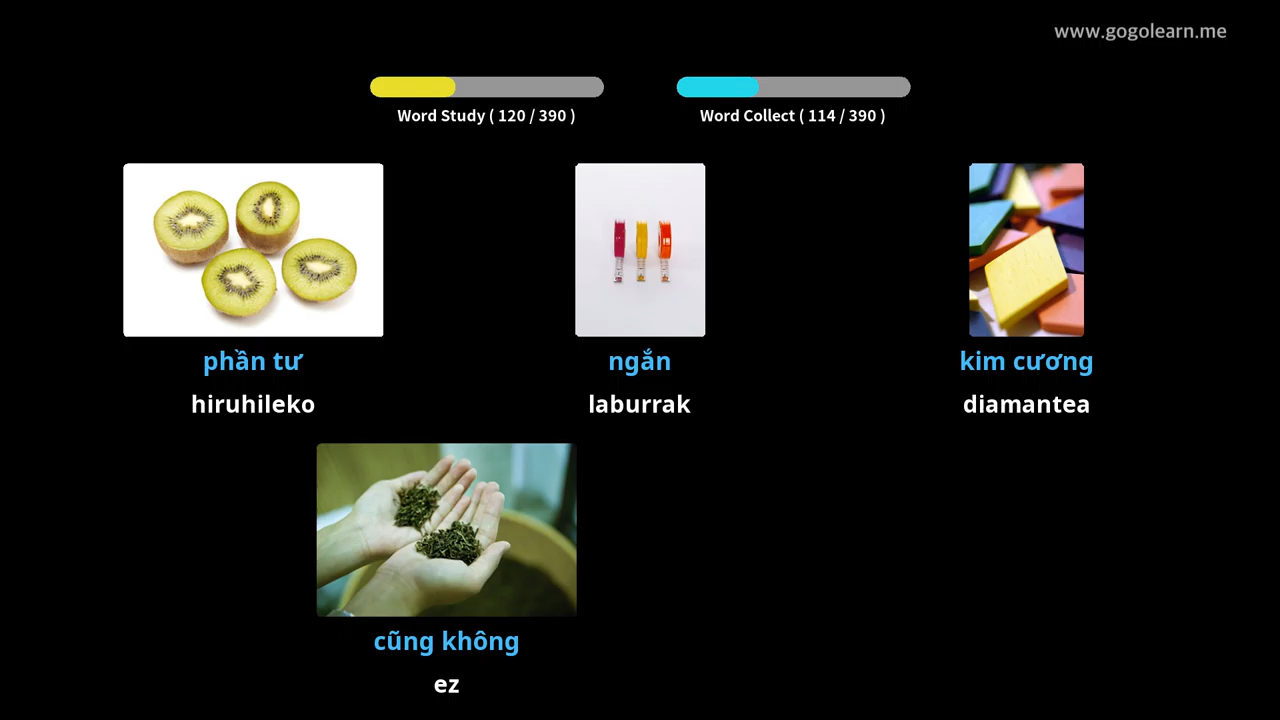 www.gogolearn.me
Word Study ( 120 / 390 )
Word Collect ( 114 / 390 )
phần tư
hiruhileko
ngắn
laburrak
kim cương
diamantea
cũng không
ez